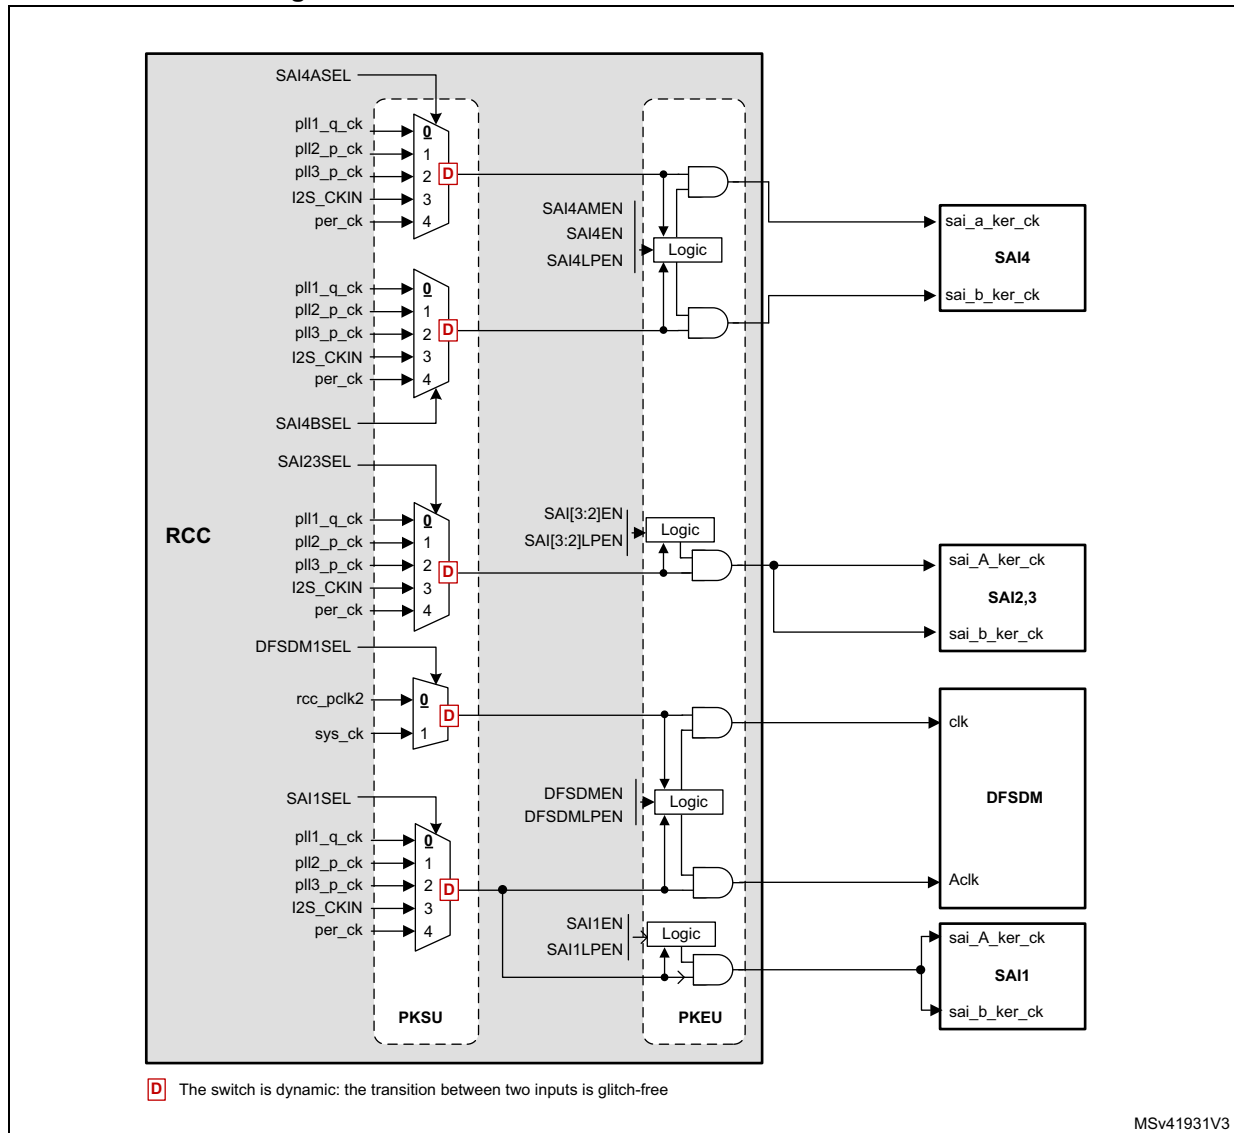 SAI4ASEL
pll1_q_ck
0
pll2_p_ck
1
pll3_p_ck
2
D
I2S_CKIN
3
per_ck
4
SAI4AMEN
SAI4EN
SAI4LPEN
Logic
sai_a_ker_ck
SAI4
sai_b_ker_ck
pll1_q_ck
0
pll2_p_ck
1
pll3_p_ck
2
D
I2S_CKIN
3
per_ck
4
SAI4BSEL
SAI23SEL
RCC
pll1_q_ck
0
pll2_p_ck
1
pll3_p_ck
2
D
I2S_CKIN
3
per_ck
4
SAI[3:2]EN
SAI[3:2]LPEN
Logic
sai_A_ker_ck
SAI2,3
sai_b_ker_ck
DFSDM1SEL
rcc_pclk2
0
D
sys_ck
1
clk
DFSDM
Aclk
DFSDMEN
DFSDMLPEN
Logic
SAI1SEL
pll1_q_ck
0
pll2_p_ck
1
pll3_p_ck
2
D
I2S_CKIN
3
per_ck
4
SAI1EN
SAI1LPEN
Logic
sai_A_ker_ck
SAI1
sai_b_ker_ck
PKSU
PKEU
D The switch is dynamic: the transition between two inputs is glitch-free
MSv41931V3